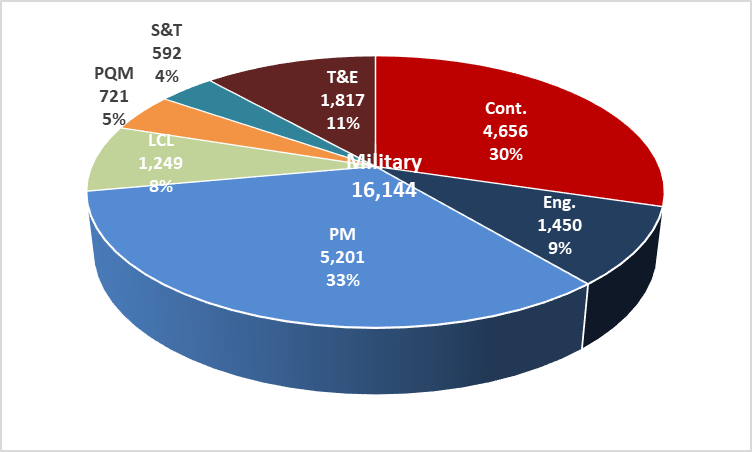 S&T
592
4%
PQM
721
5%
T&E
1,817
11%
Cont.
4,656
30%
LCL
1,249
8%
Military
16,144
Eng.
1,450
9%
PM
5,201
33%